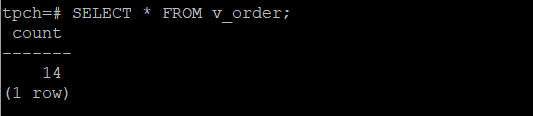 tpch=# SELECT * FROM v_order;
 count
-------
    14
(1 row)